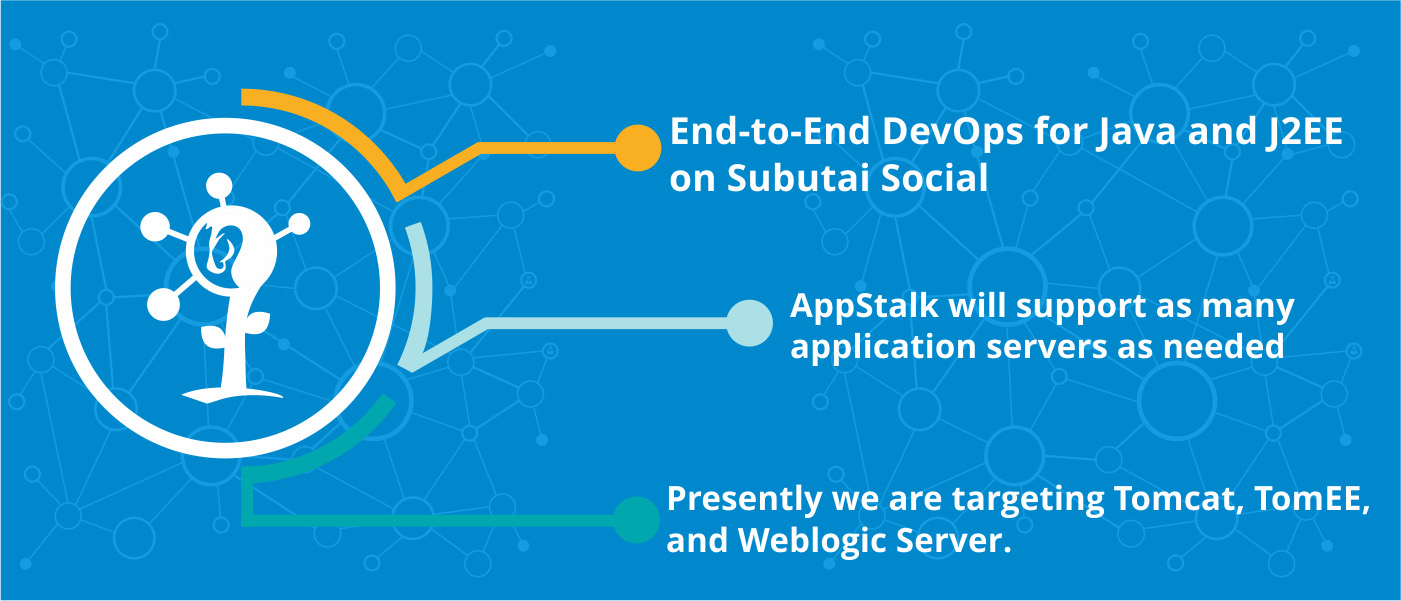 End-to-End DevOps for Java and J2EE
on Subutai Social
AppStalk will support as many
application servers as needed
Presently we are targeting Tomcat, TomEE,
and Weblogic Server.